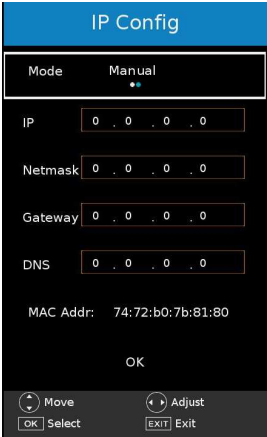 IP Config
Mode Manual
IP 0 . 0 . 0 . 0
Netmask 0 . 0 . 0 . 0
Gateway 0 . 0 . 0 . 0
DNS 0 . 0 . 0 . 0
MAC Addr: 74:72:b0:7b:81:80
OK
Move Adjust
OK Select EXIT Exit